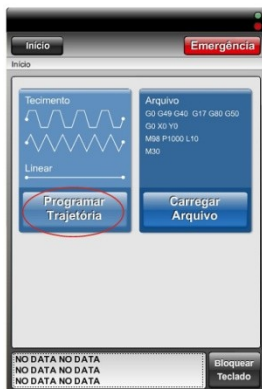 Início
Emergência
Início
Tecimento
Linear
Programar
Trajetória
Arquivo
G0 G49 G40 G17 G80 G50
G0 X0 Y0
M98 P1000 L10
M30
Carregar
Arquivo
NO DATA NO DATA
NO DATA NO DATA
NO DATA NO DATA
Bloquear
Teclado